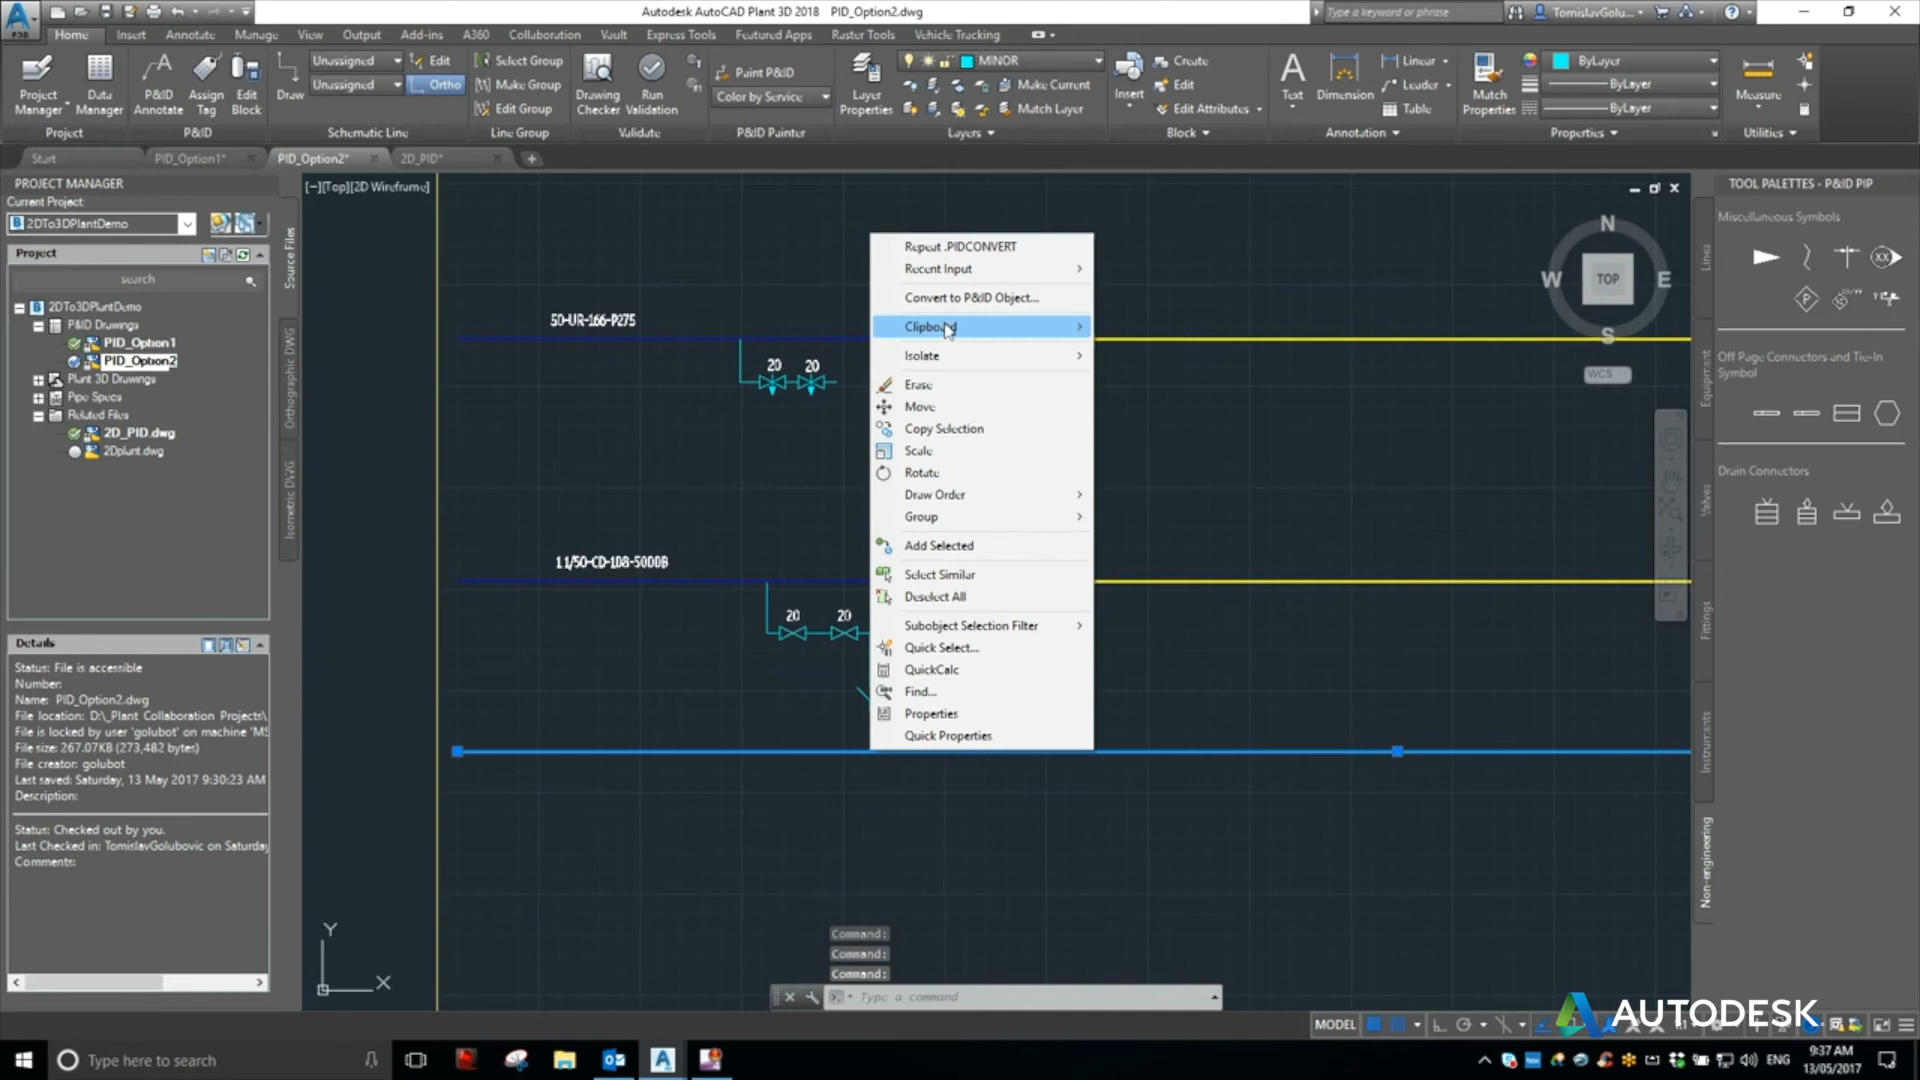 Autodesk AutoCAD Plant 3D 2018 PID_Option2.dwg
Type a keyword or phrase
TomislavGolu...
Home Insert Annotate Manage View Output Add-ins A360 Collaboration Vault Express Tools Featured Apps Raster Tools Vehicle Tracking
Project Manager
Data Manager
P&ID Annotate
Assign Tag
Edit Block
Draw
Unassigned
Unassigned
Edit
Ortho
Select Group
Make Group
Edit Group
Drawing Checker
Run Validation
Paint P&ID
Color by Service
Layer Properties
MINOR
Make Current
Match Layer
Insert
Create
Edit
Edit Attributes
Text
Dimension
Linear
Leader
Table
Match Properties
ByLayer
ByLayer
ByLayer
Measure
Project P&ID Schematic Line Line Group Validate P&ID Painter Layers Block Annotation Properties Utilities
Start PID_Option1* PID_Option2* 2D_PID*
PROJECT MANAGER
Current Project:
2DTo3DPlantDemo
Project
search
2DTo3DPlantDemo
P&ID Drawings
PID_Option1
PID_Option2
Plant 3D Drawings
Pipe Specs
Related Files
2D_PID.dwg
2Dplant.dwg
Source Files
Orthographic DWG
Isometric DWG
Details
Status: File is accessible
Number:
Name: PID_Option2.dwg
File location: D:\_Plant Collaboration Projects\
File is locked by user 'golubot' on machine 'MS
File size: 267.07KB (273,482 bytes)
File creator: golubot
Last saved: Saturday, 13 May 2017 9:30:23 AM
Description:
Status: Checked out by you.
Last Checked in: TomislavGolubovic on Saturday
Comments:
[−][Top][2D Wireframe]
50-UR-166-P275
20 20
1 1/50-CD-108-5000B
20 20
Repeat .PIDCONVERT
Recent Input
Convert to P&ID Object...
Clipboard
Isolate
Erase
Move
Copy Selection
Scale
Rotate
Draw Order
Group
Add Selected
Select Similar
Deselect All
Subobject Selection Filter
Quick Select...
QuickCalc
Find...
Properties
Quick Properties
N
W TOP E
S
WCS
Y
X
Command:
Command:
Command:
Type a command
TOOL PALETTES - P&ID PIP
Miscellaneous Symbols
Off Page Connectors and Tie-In
Symbol
Drain Connectors
Lines
Equipment
Valves
Fittings
Instruments
Non-engineering
MODEL
AUTODESK
Type here to search
ENG
9:37 AM
13/05/2017